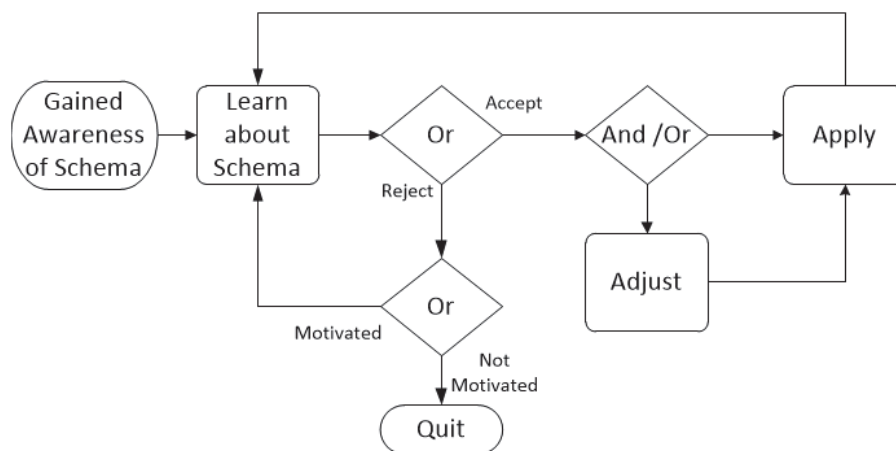 Gained
Awareness
of Schema
Learn
about
Schema
Or
Accept
And /Or
Apply
Reject
Adjust
Or
Motivated
Not
Motivated
Quit